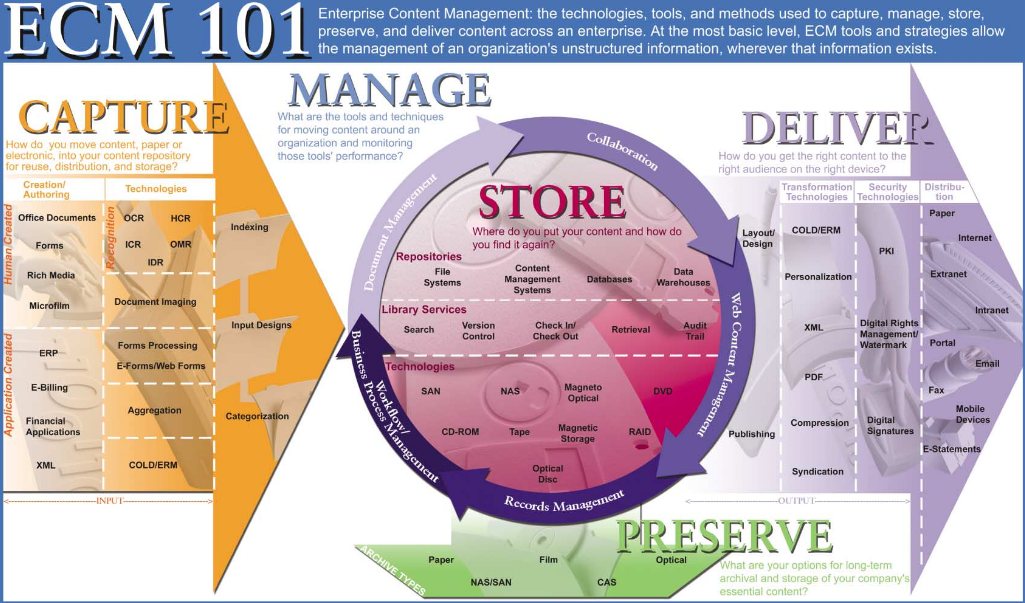 ECM 101
Enterprise Content Management: the technologies, tools, and methods used to capture, manage, store,
preserve, and deliver content across an enterprise. At the most basic level, ECM tools and strategies allow
the management of an organization's unstructured information, wherever that information exists.
CAPTURE
How do you move content, paper or
electronic, into your content repository
for reuse, distribution, and storage?
Creation/
Authoring
Technologies
Human Created
Office Documents
Forms
Rich Media
Microfilm
Application Created
ERP
E-Billing
Financial
Applications
XML
Recognition
OCR
HCR
ICR
OMR
IDR
Document Imaging
Forms Processing
E-Forms/Web Forms
Aggregation
COLD/ERM
Indexing
Input Designs
Categorization
INPUT
MANAGE
What are the tools and techniques
for moving content around an
organization and monitoring
those tools' performance?
Document Management
Collaboration
Web Content Management
Records Management
Workflow/
Business Process Management
STORE
Where do you put your content and how do
you find it again?
Repositories
File
Systems
Content
Management
Systems
Databases
Data
Warehouses
Library Services
Search
Version
Control
Check In/
Check Out
Retrieval
Audit
Trail
Technologies
SAN
NAS
Magneto
Optical
DVD
CD-ROM
Tape
Magnetic
Storage
RAID
Optical
Disc
DELIVER
How do you get the right content to the
right audience on the right device?
Transformation
Technologies
Security
Technologies
Distribu-
tion
Layout/
Design
Publishing
COLD/ERM
Personalization
XML
PDF
Compression
Syndication
PKI
Digital Rights
Management/
Watermark
Digital
Signatures
Paper
Internet
Extranet
Intranet
Portal
Email
Fax
Mobile
Devices
E-Statements
OUTPUT
PRESERVE
What are your options for long-term
archival and storage of your company's
essential content?
ARCHIVE TYPES
Paper
NAS/SAN
Film
CAS
Optical